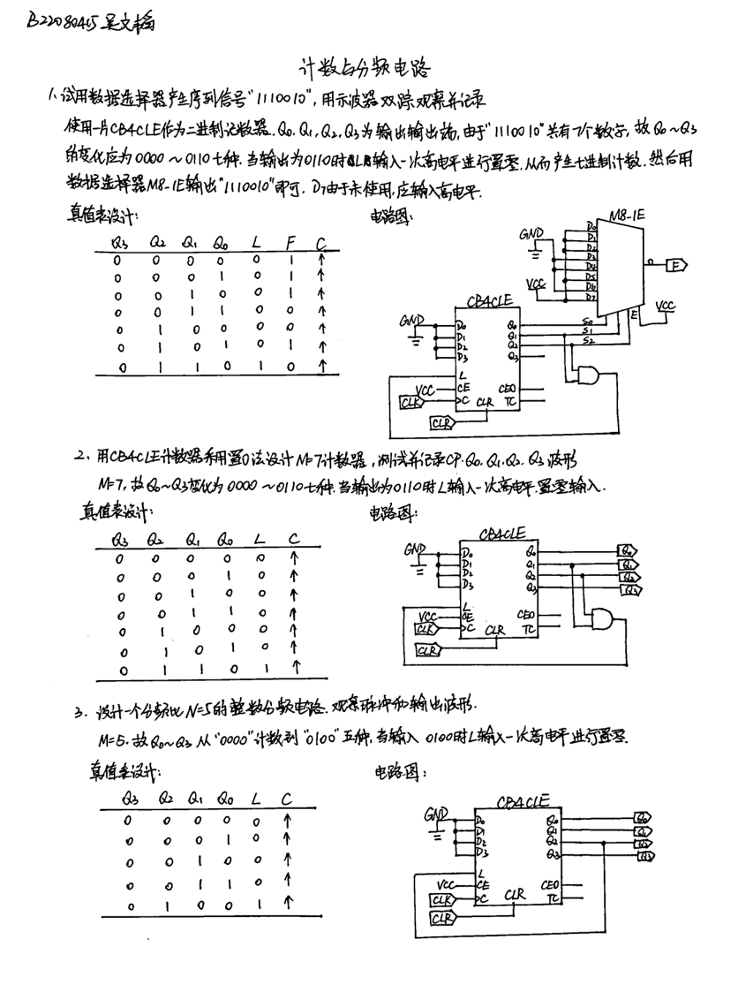 B22080415 吴文韬
计数与分频电路
1、试用数据选择器产生序列信号"1110010",用示波器双踪观察并记录
使用一片CB4CLE作为二进制记数器.Q0、Q1、Q2、Q3为输出输出端,由于"1110010"共有7个数字,故Q0~Q3
的变化应为0000~0110七种.当输出为0110时 输入一次高电平进行置零.从而产生七进制计数.然后用
数据选择器M8-1E输出"1110010"即可.D7由于未使用,应输入高电平.
真值表设计:
Q3 Q2 Q1 Q0 L F C
0 0 0 0 0 1 ↑
0 0 0 1 0 1 ↑
0 0 1 0 0 1 ↑
0 0 1 1 0 0 ↑
0 1 0 0 0 0 ↑
0 1 0 1 0 1 ↑
0 1 1 0 1 0 ↑
电路图:
M8-1E
GND
D0
D1
D2
D3
D4
D5
D6
D7
VCC
E
VCC
F
CB4CLE
GND
D0 Q0 S0
D1 Q1 S1
D2 Q2 S2
D3 Q3
L
VCC CE CEO
CLK C CLR TC
CLR
2、用CB4CLE计数器利用置0法设计M=7计数器,测试并记录CP、Q0、Q1、Q2、Q3波形
M=7,故Q0~Q3变化为0000~0110七种.当输出为0110时L输入一次高电平.置零输入.
真值表设计:
Q3 Q2 Q1 Q0 L C
0 0 0 0 0 ↑
0 0 0 1 0 ↑
0 0 1 0 0 ↑
0 0 1 1 0 ↑
0 1 0 0 0 ↑
0 1 0 1 0 ↑
0 1 1 0 1 ↑
电路图:
CB4CLE
GND
D0 Q0 Q0
D1 Q1 Q1
D2 Q2 Q2
D3 Q3 Q3
L
VCC CE CEO
CLK C CLR TC
CLR
3、设计一个分频比N=5的整数分频电路.观察 脉冲和输出波形.
M=5.故Q0~Q3从"0000"计数到"0100"五种.当输入0100时L输入一次高电平进行置零.
真值表设计:
Q3 Q2 Q1 Q0 L C
0 0 0 0 0 ↑
0 0 0 1 0 ↑
0 0 1 0 0 ↑
0 0 1 1 0 ↑
0 1 0 0 1 ↑
电路图:
CB4CLE
GND
D0 Q0 Q0
D1 Q1 Q1
D2 Q2 Q2
D3 Q3 Q3
L
VCC CE CEO
CLK C CLR TC
CLR